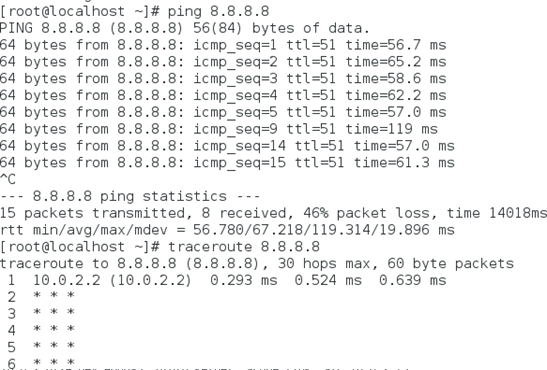 [root@localhost ~]# ping 8.8.8.8
PING 8.8.8.8 (8.8.8.8) 56(84) bytes of data.
64 bytes from 8.8.8.8: icmp_seq=1 ttl=51 time=56.7 ms
64 bytes from 8.8.8.8: icmp_seq=2 ttl=51 time=65.2 ms
64 bytes from 8.8.8.8: icmp_seq=3 ttl=51 time=58.6 ms
64 bytes from 8.8.8.8: icmp_seq=4 ttl=51 time=62.2 ms
64 bytes from 8.8.8.8: icmp_seq=5 ttl=51 time=57.0 ms
64 bytes from 8.8.8.8: icmp_seq=9 ttl=51 time=119 ms
64 bytes from 8.8.8.8: icmp_seq=14 ttl=51 time=57.0 ms
64 bytes from 8.8.8.8: icmp_seq=15 ttl=51 time=61.3 ms
^C
--- 8.8.8.8 ping statistics ---
15 packets transmitted, 8 received, 46% packet loss, time 14018ms
rtt min/avg/max/mdev = 56.780/67.218/119.314/19.896 ms
[root@localhost ~]# traceroute 8.8.8.8
traceroute to 8.8.8.8 (8.8.8.8), 30 hops max, 60 byte packets
1 10.0.2.2 (10.0.2.2) 0.293 ms 0.524 ms 0.639 ms
2 * * *
3 * * *
4 * * *
5 * * *
6 * * *